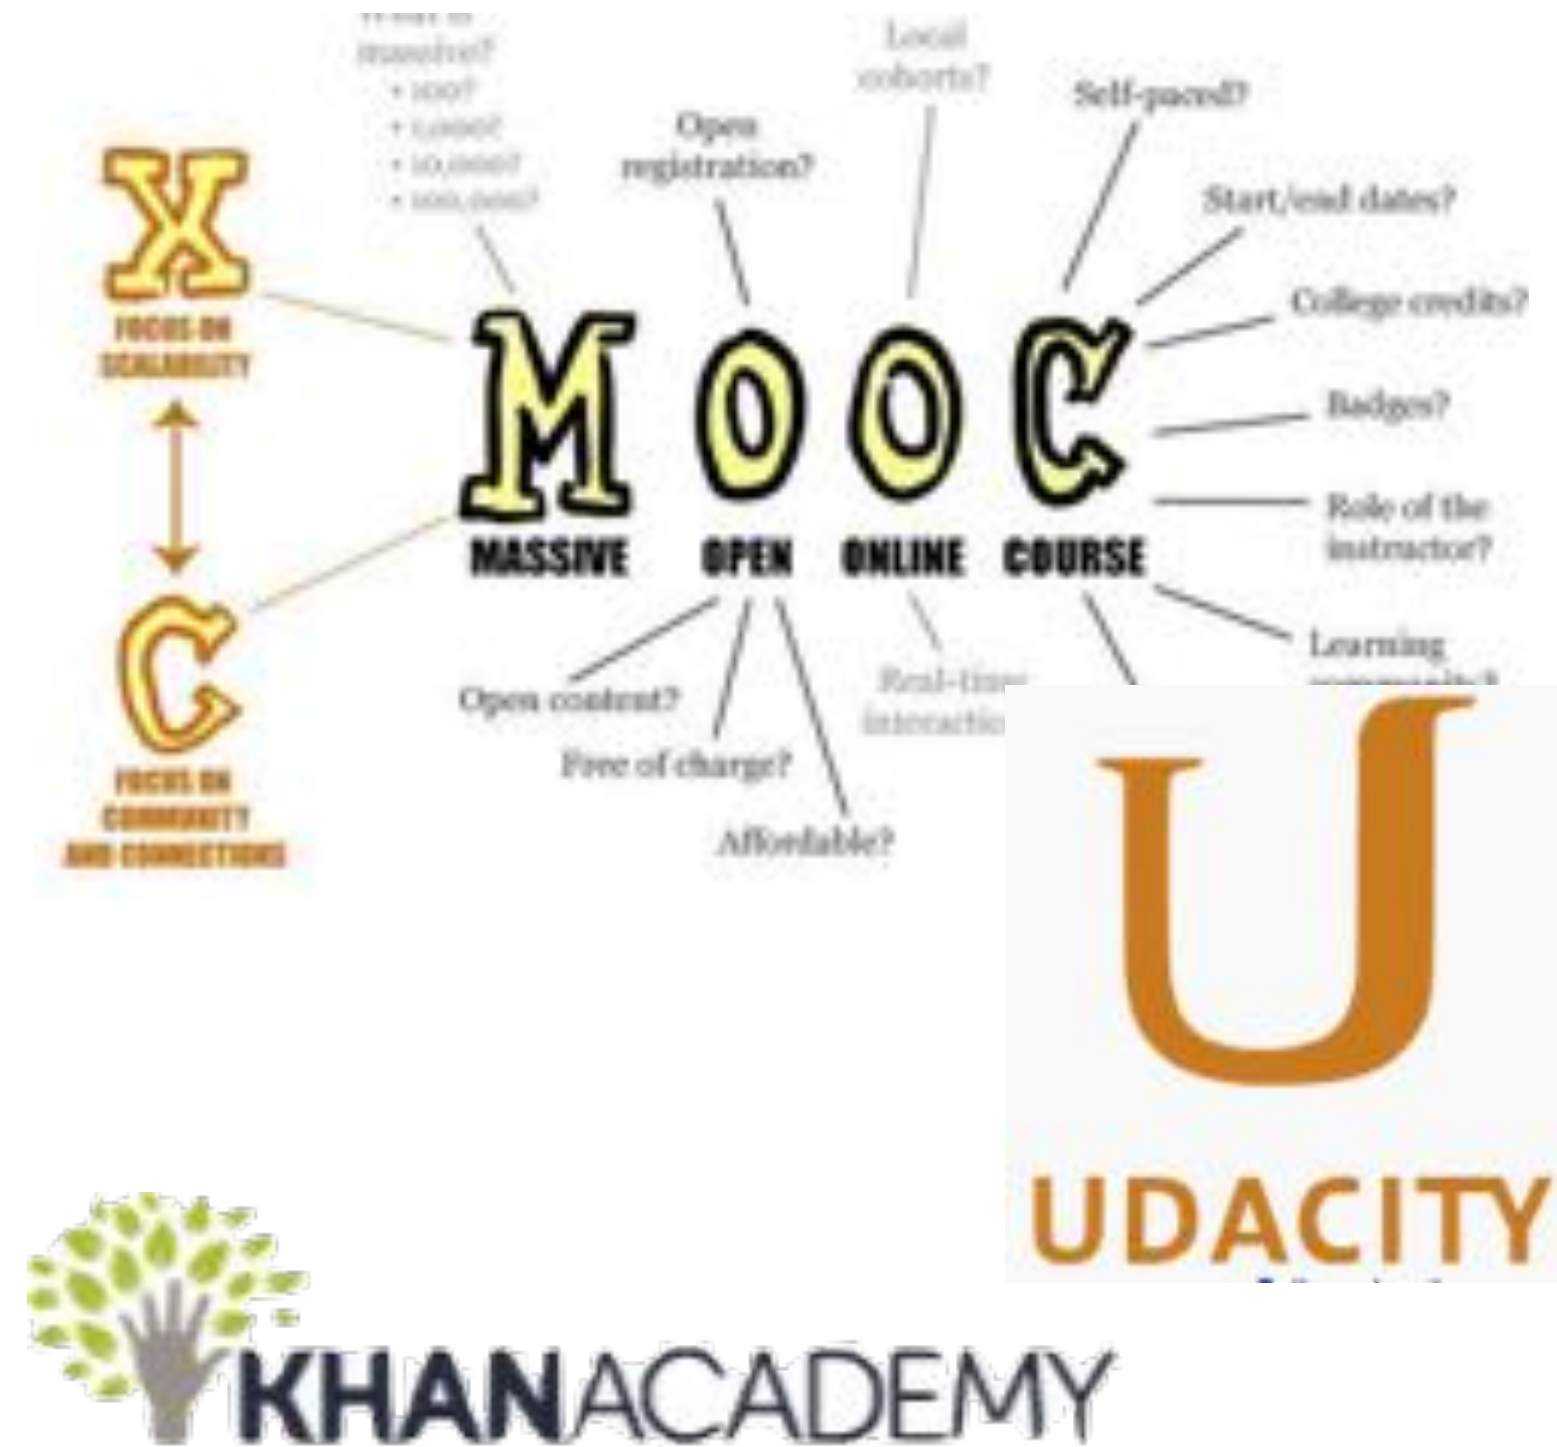 massive?
• 100?
• 1,000?
• 10,000?
• 100,000?
Open
registration?
Local
cohorts?
Self-paced?
Start/end dates?
College credits?
Badges?
Role of the
instructor?
Learning
community?
X
FOCUS ON
SCALABILITY
C
FOCUS ON
COMMUNITY
AND CONNECTIONS
MOOC
MASSIVE OPEN ONLINE COURSE
Open content?
Free of charge?
Affordable?
Real-time
U
UDACITY
KHANACADEMY